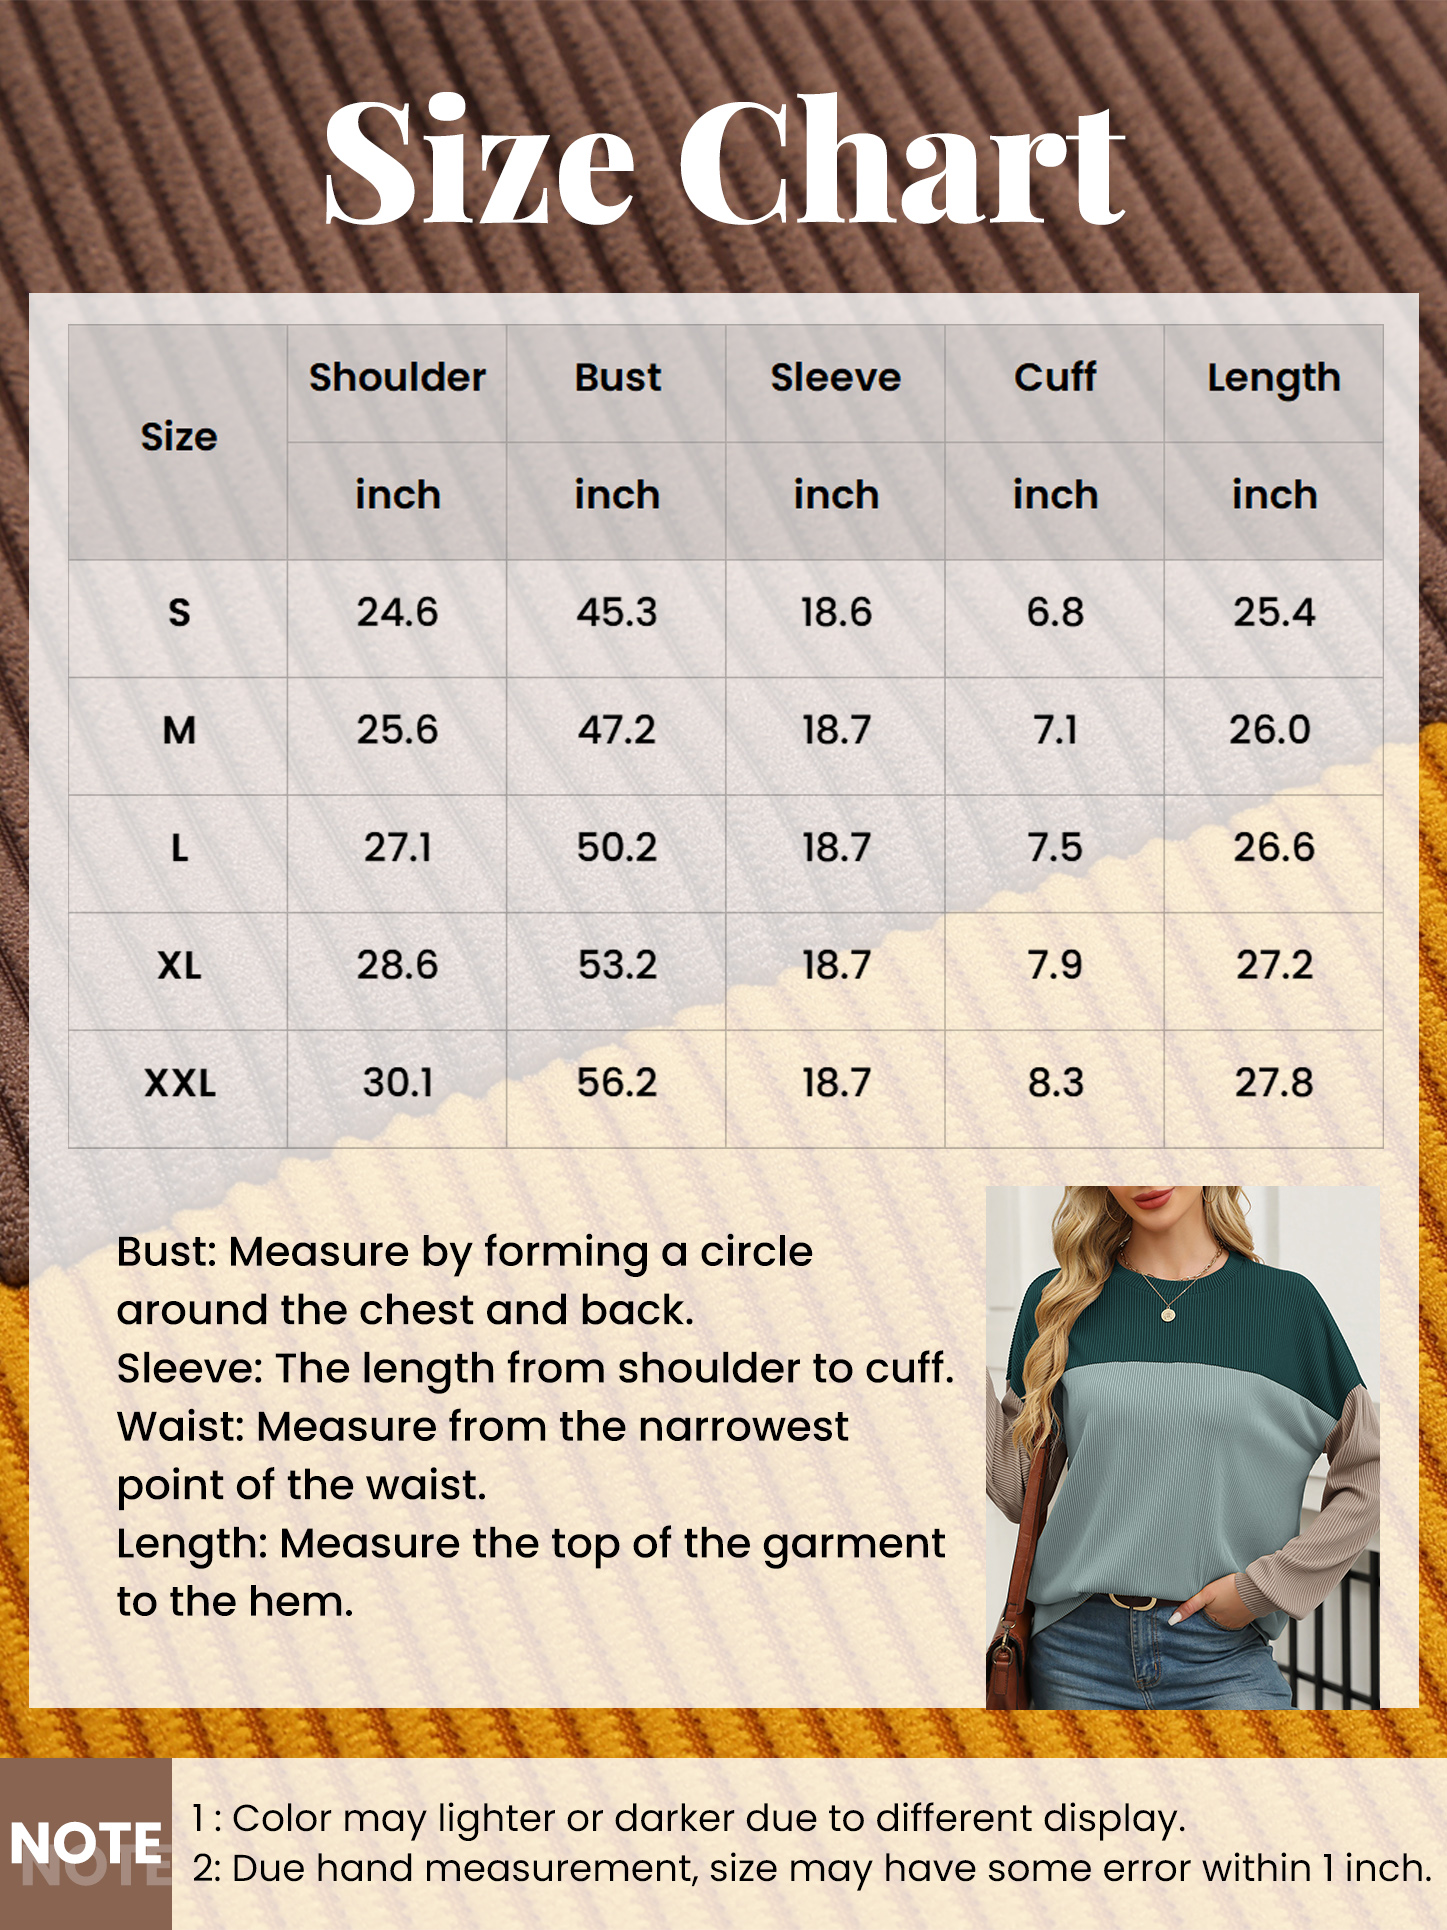 Size Chart
Size Shoulder Bust Sleeve Cuff Length
inch inch inch inch inch
S 24.6 45.3 18.6 6.8 25.4
M 25.6 47.2 18.7 7.1 26.0
L 27.1 50.2 18.7 7.5 26.6
XL 28.6 53.2 18.7 7.9 27.2
XXL 30.1 56.2 18.7 8.3 27.8
Bust: Measure by forming a circle
around the chest and back.
Sleeve: The length from shoulder to cuff.
Waist: Measure from the narrowest
point of the waist.
Length: Measure the top of the garment
to the hem.
NOTE
NOTE
1 : Color may lighter or darker due to different display.
2: Due hand measurement, size may have some error within 1 inch.